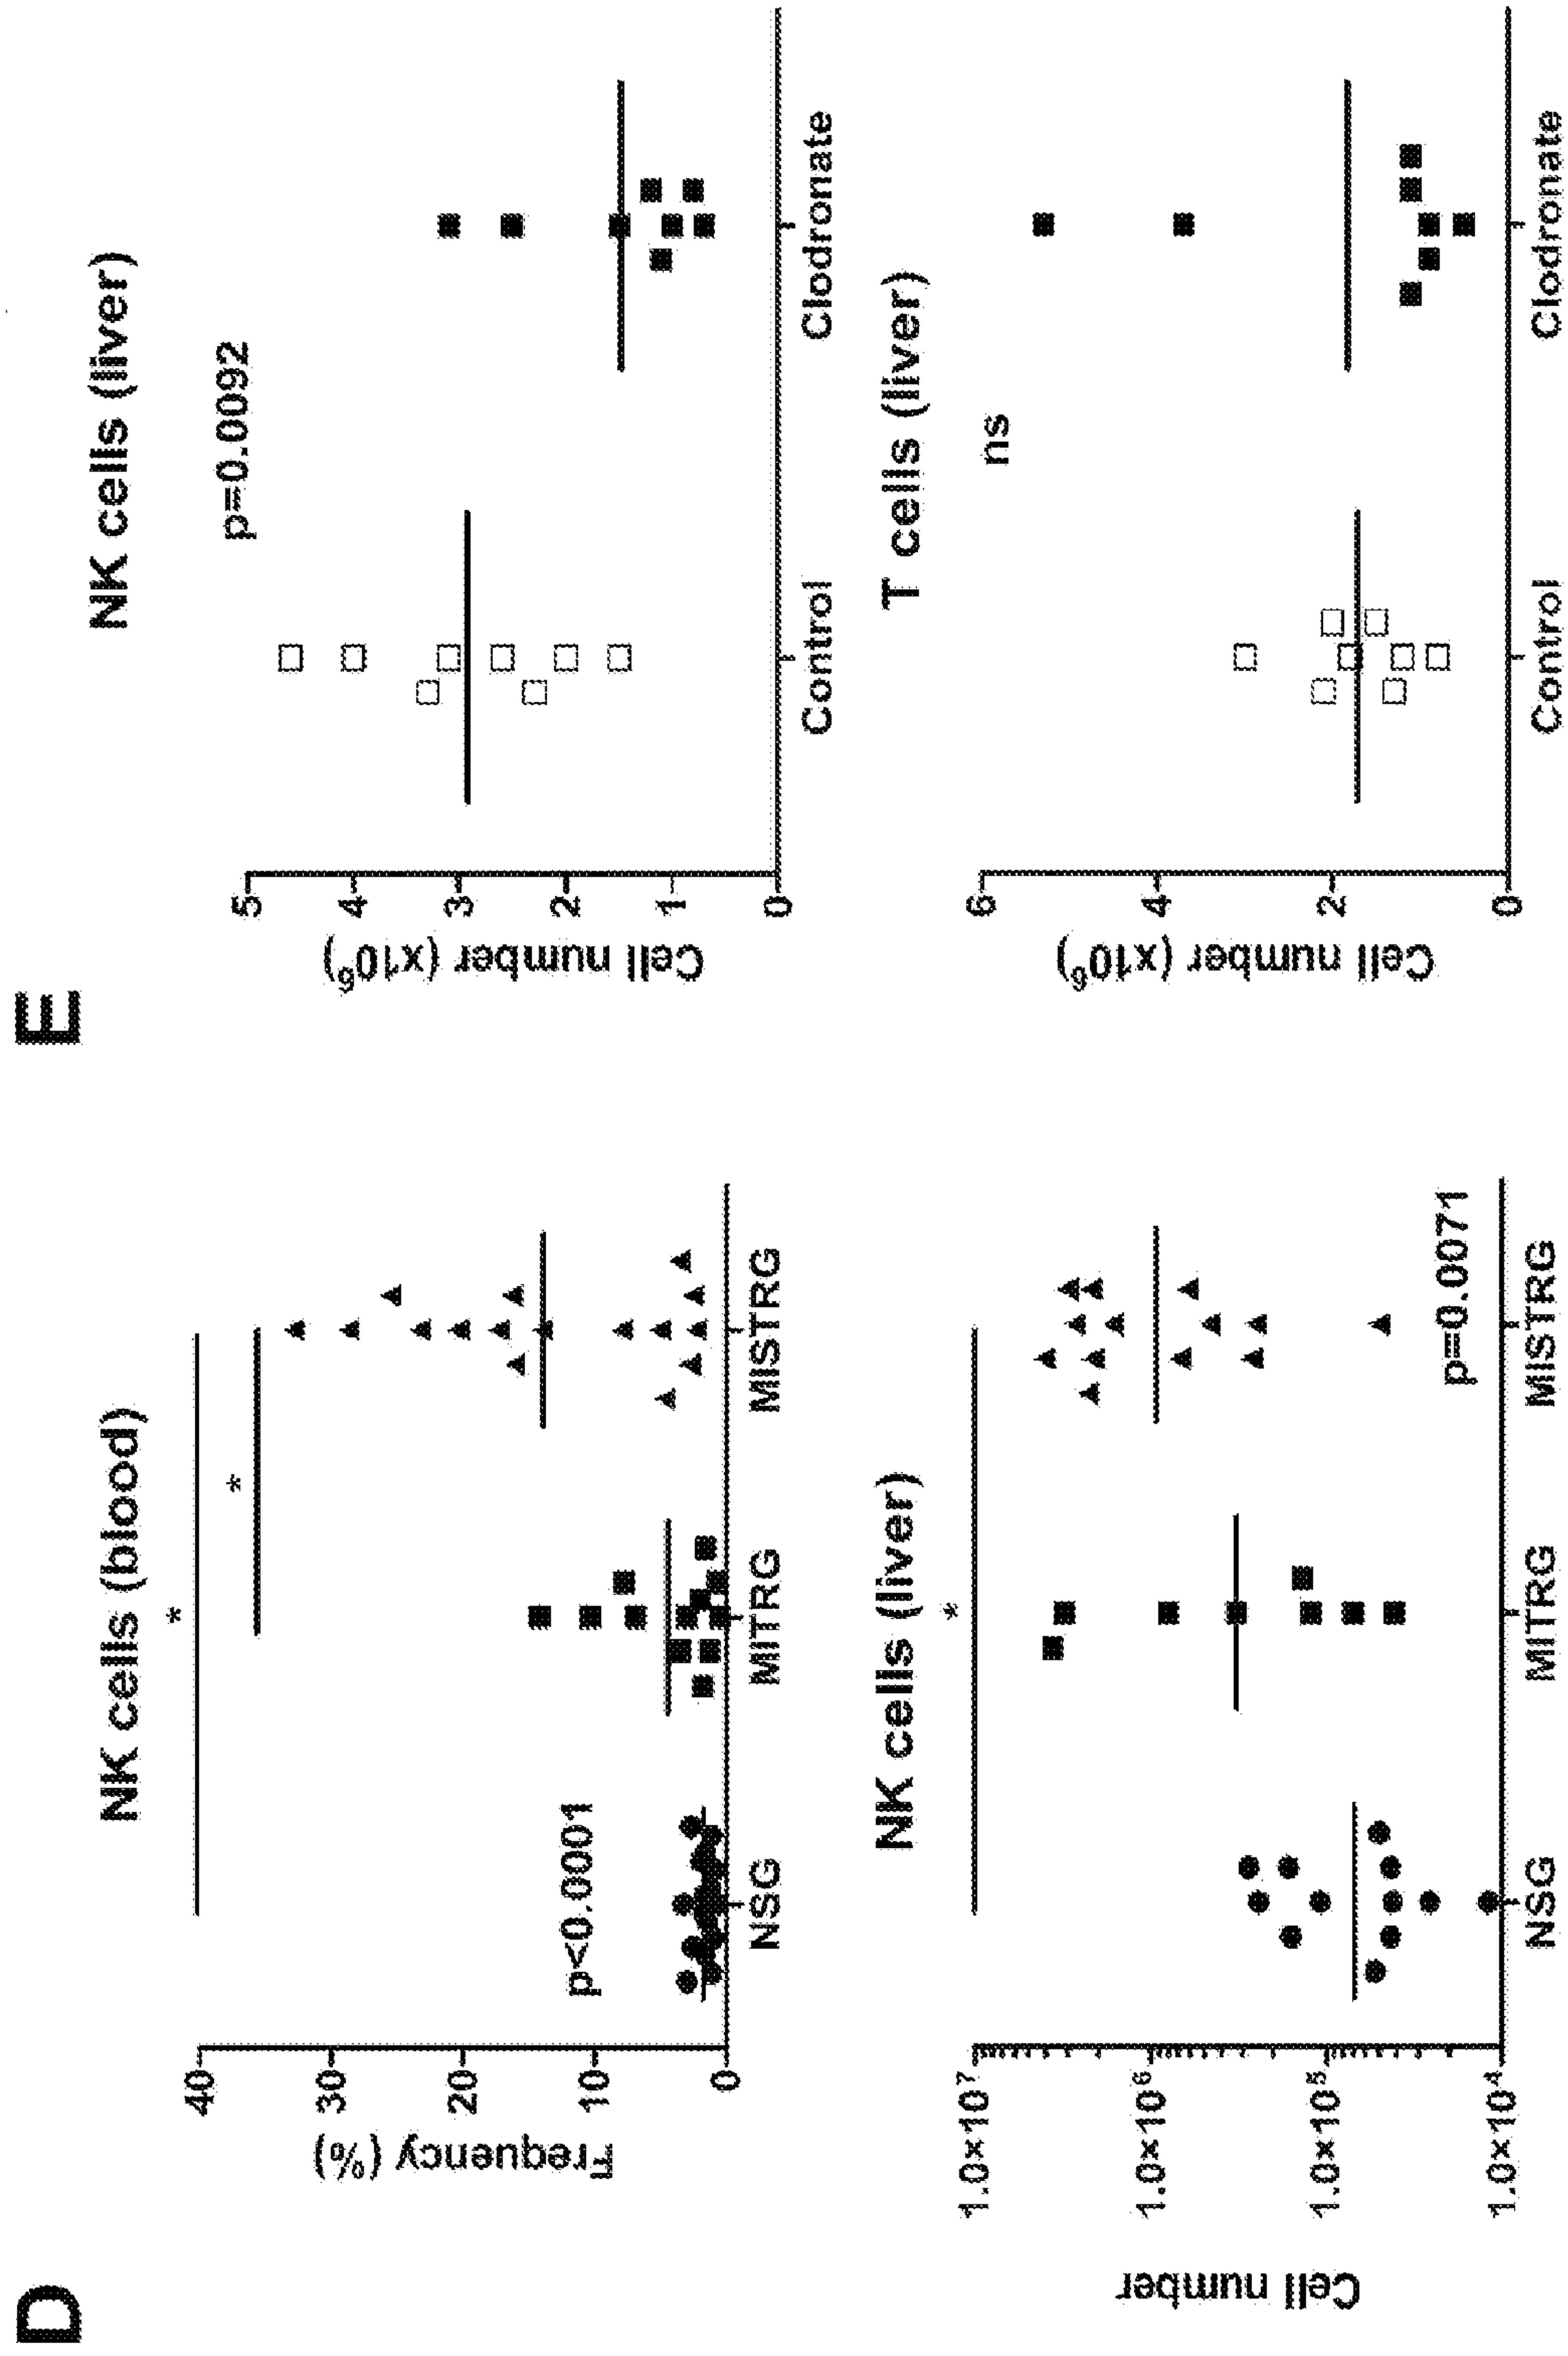 D
NK cells (blood)
Frequency (%)
40
30
20
10
0
*
*
p<0.0001
NSG
MITRG
MISTRG
NK cells (liver)
Cell number
1.0×10⁷
1.0×10⁶
1.0×10⁵
1.0×10⁴
*
p=0.0071
NSG
MITRG
MISTRG
E
NK cells (liver)
p=0.0092
Cell number (x10⁶)
5
4
3
2
1
0
Control
Clodronate
T cells (liver)
ns
Cell number (x10⁶)
6
4
2
0
Control
Clodronate